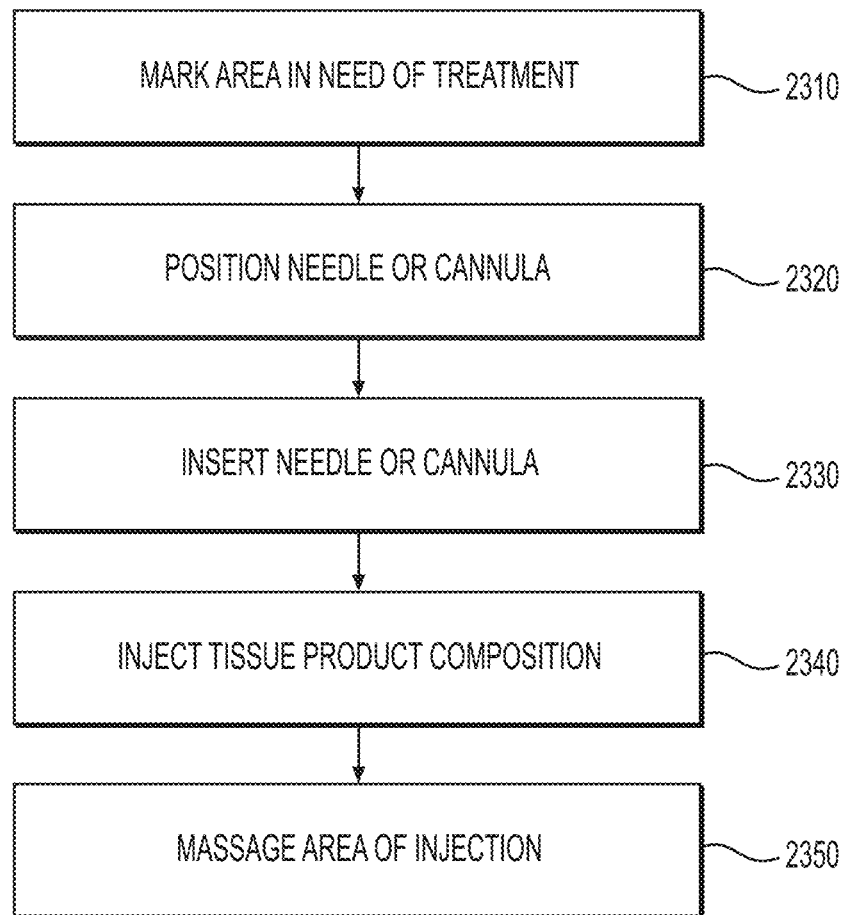 MARK AREA IN NEED OF TREATMENT
2310
POSITION NEEDLE OR CANNULA
2320
INSERT NEEDLE OR CANNULA
2330
INJECT TISSUE PRODUCT COMPOSITION
2340
MASSAGE AREA OF INJECTION
2350